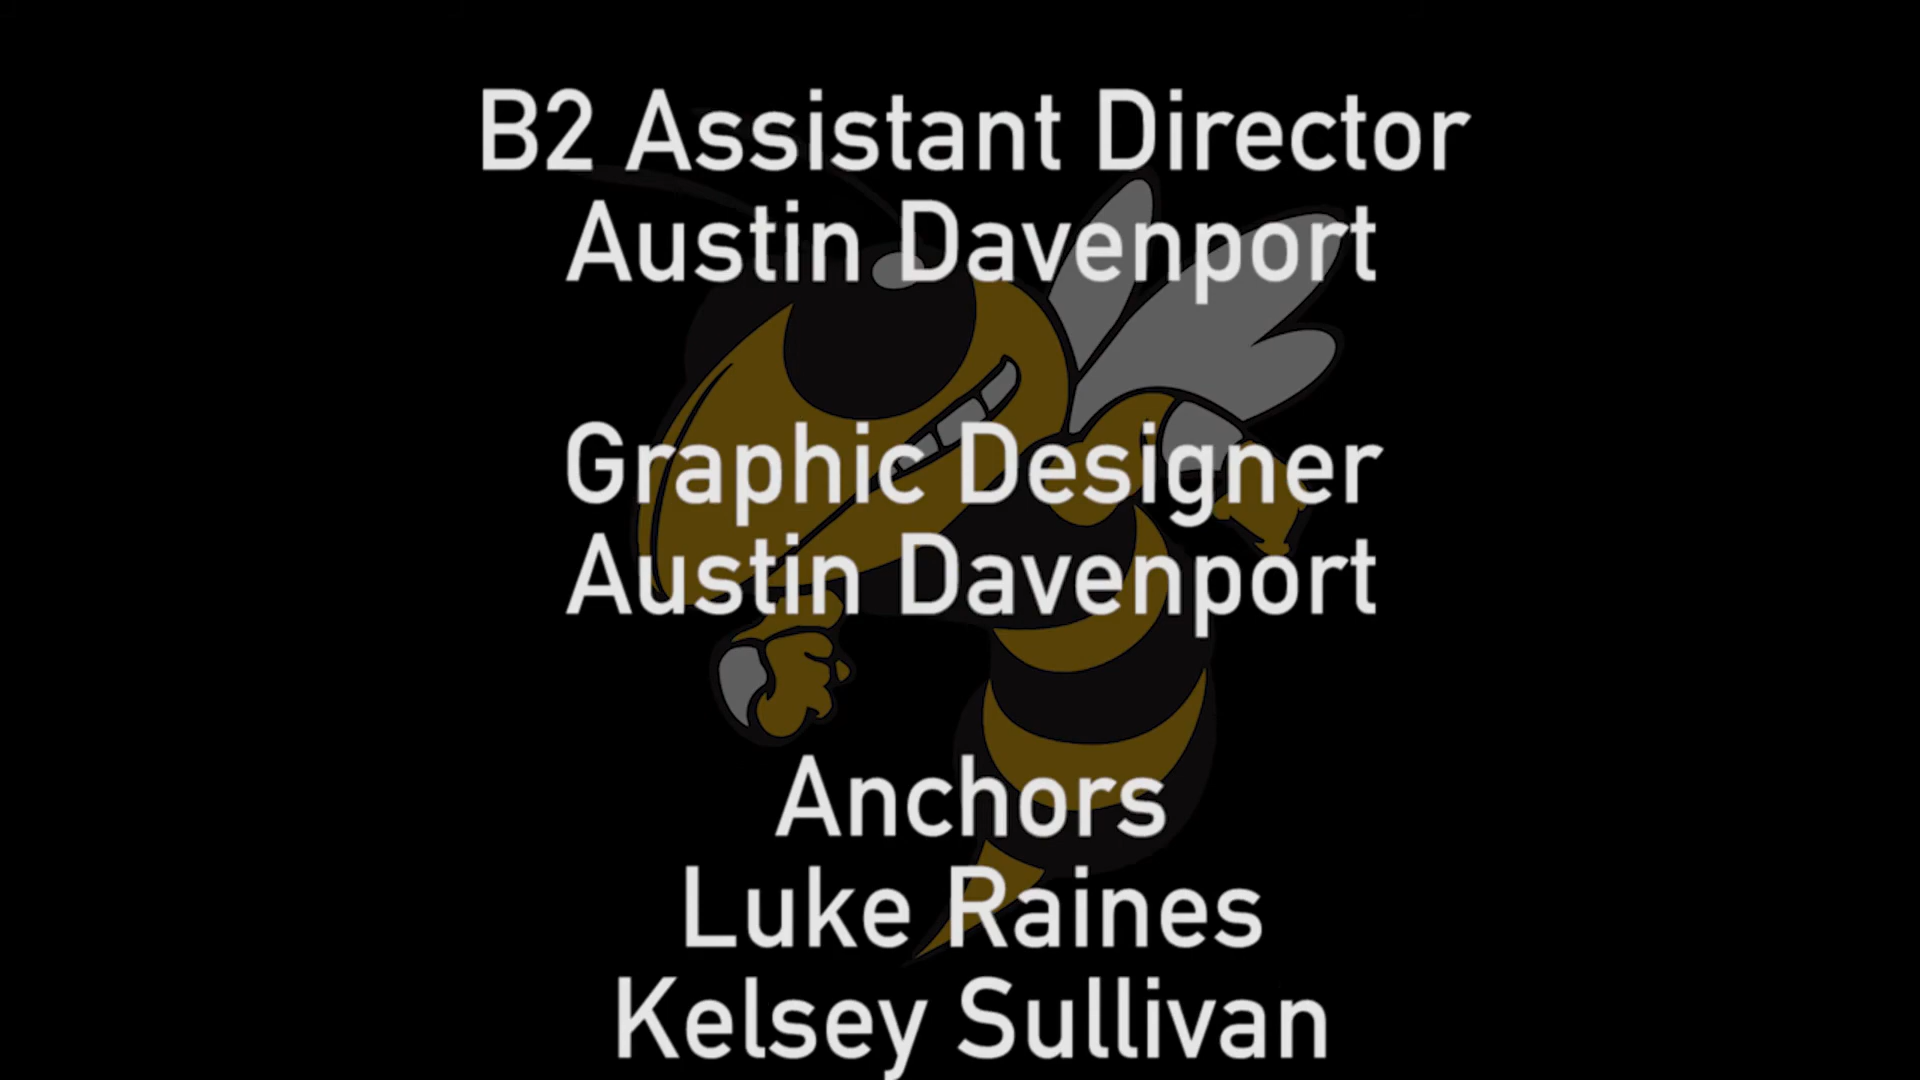 B2 Assistant Director
Austin Davenport
Graphic Designer
Austin Davenport
Anchors
Luke Raines
Kelsey Sullivan